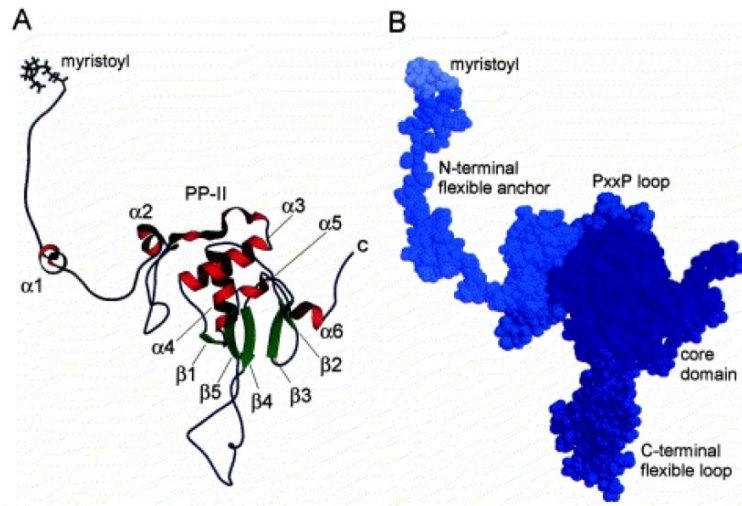 A
myristoyl
PP-II
α2
α3
α5
C
α1
α4
α6
β1
β2
β5
β4
β3
B
myristoyl
N-terminal
flexible anchor
PxxP loop
core
domain
C-terminal
flexible loop